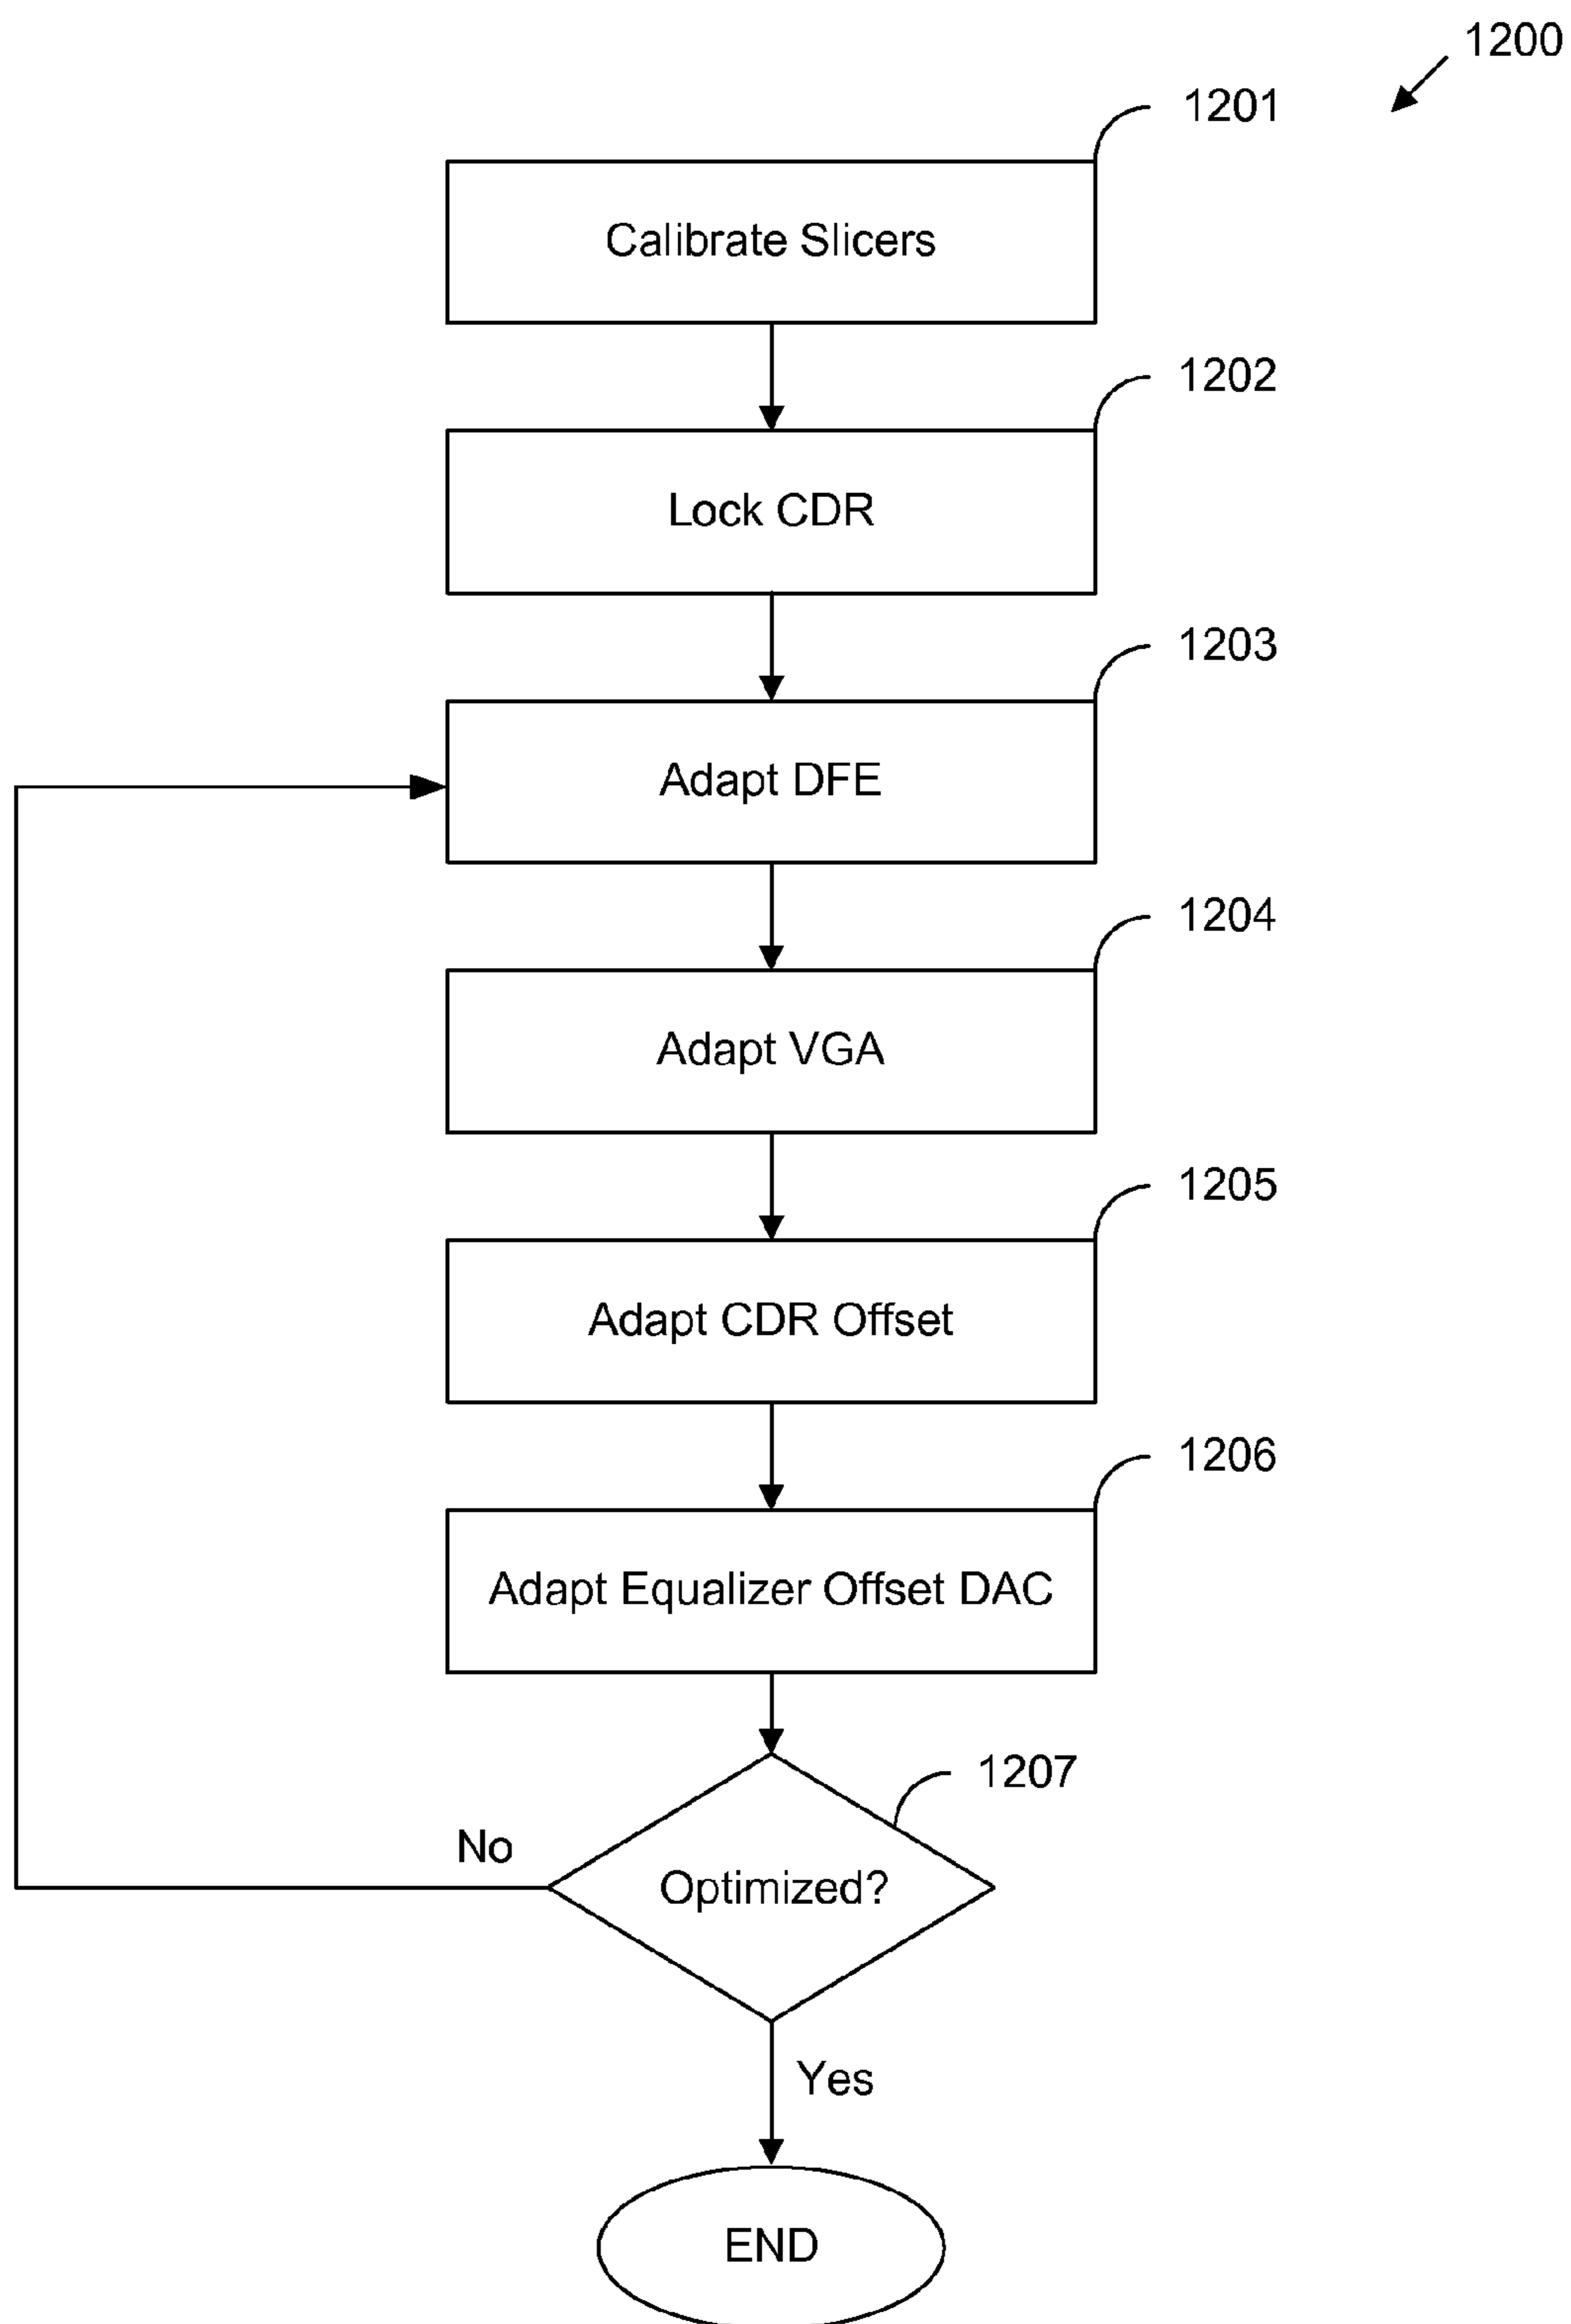 1200
1201
Calibrate Slicers
1202
Lock CDR
1203
Adapt DFE
1204
Adapt VGA
1205
Adapt CDR Offset
1206
Adapt Equalizer Offset DAC
1207
No
Optimized?
Yes
END